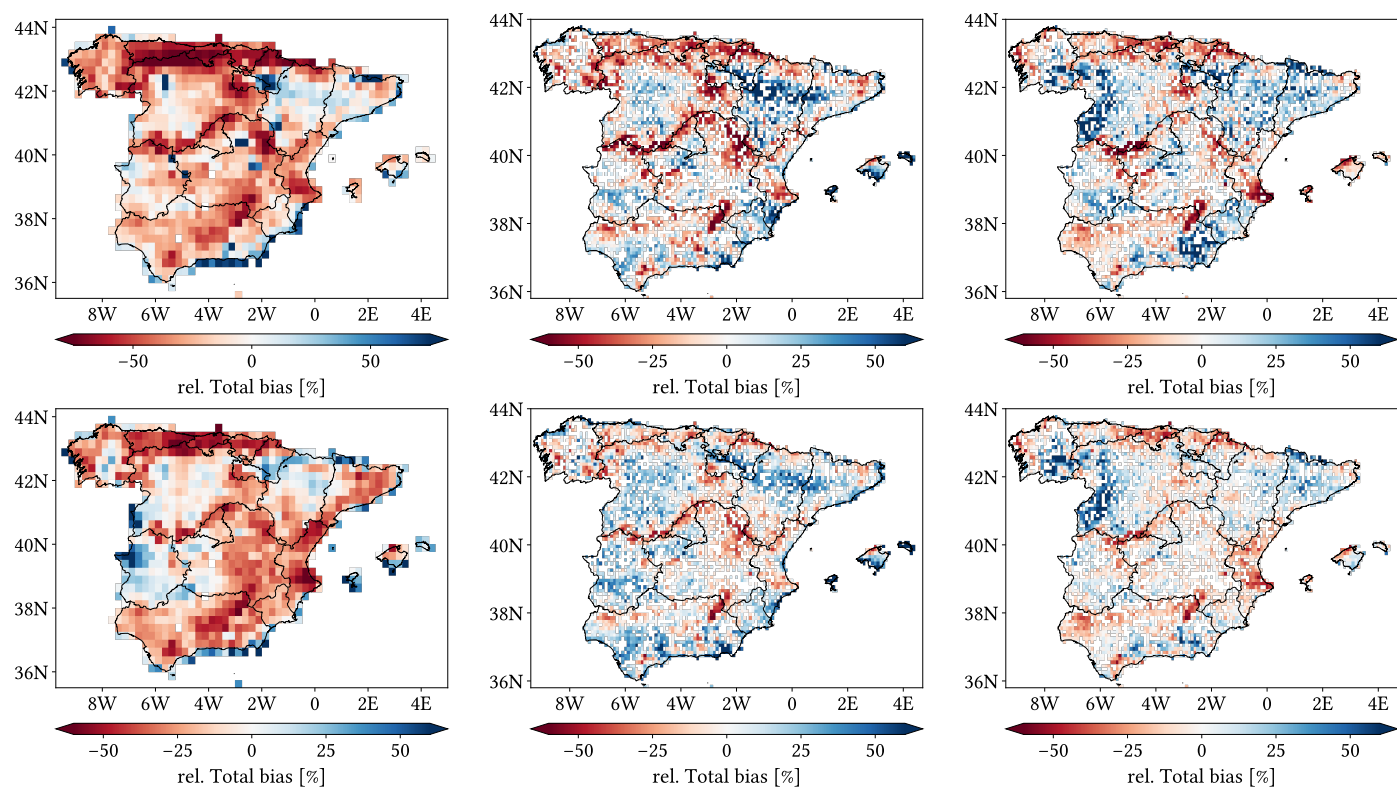 44N 44N 44N
42N 42N 42N
40N 40N 40N
38N 38N 38N
36N 36N 36N
8W 6W 4W 2W 0 2E 4E 8W 6W 4W 2W 0 2E 4E 8W 6W 4W 2W 0 2E 4E
−50 0 50 −50 −25 0 25 50 −50 −25 0 25 50
rel. Total bias [%] rel. Total bias [%] rel. Total bias [%]
44N 44N 44N
42N 42N 42N
40N 40N 40N
38N 38N 38N
36N 36N 36N
8W 6W 4W 2W 0 2E 4E 8W 6W 4W 2W 0 2E 4E 8W 6W 4W 2W 0 2E 4E
−50 −25 0 25 50 −50 −25 0 25 50 −50 −25 0 25 50
rel. Total bias [%] rel. Total bias [%] rel. Total bias [%]